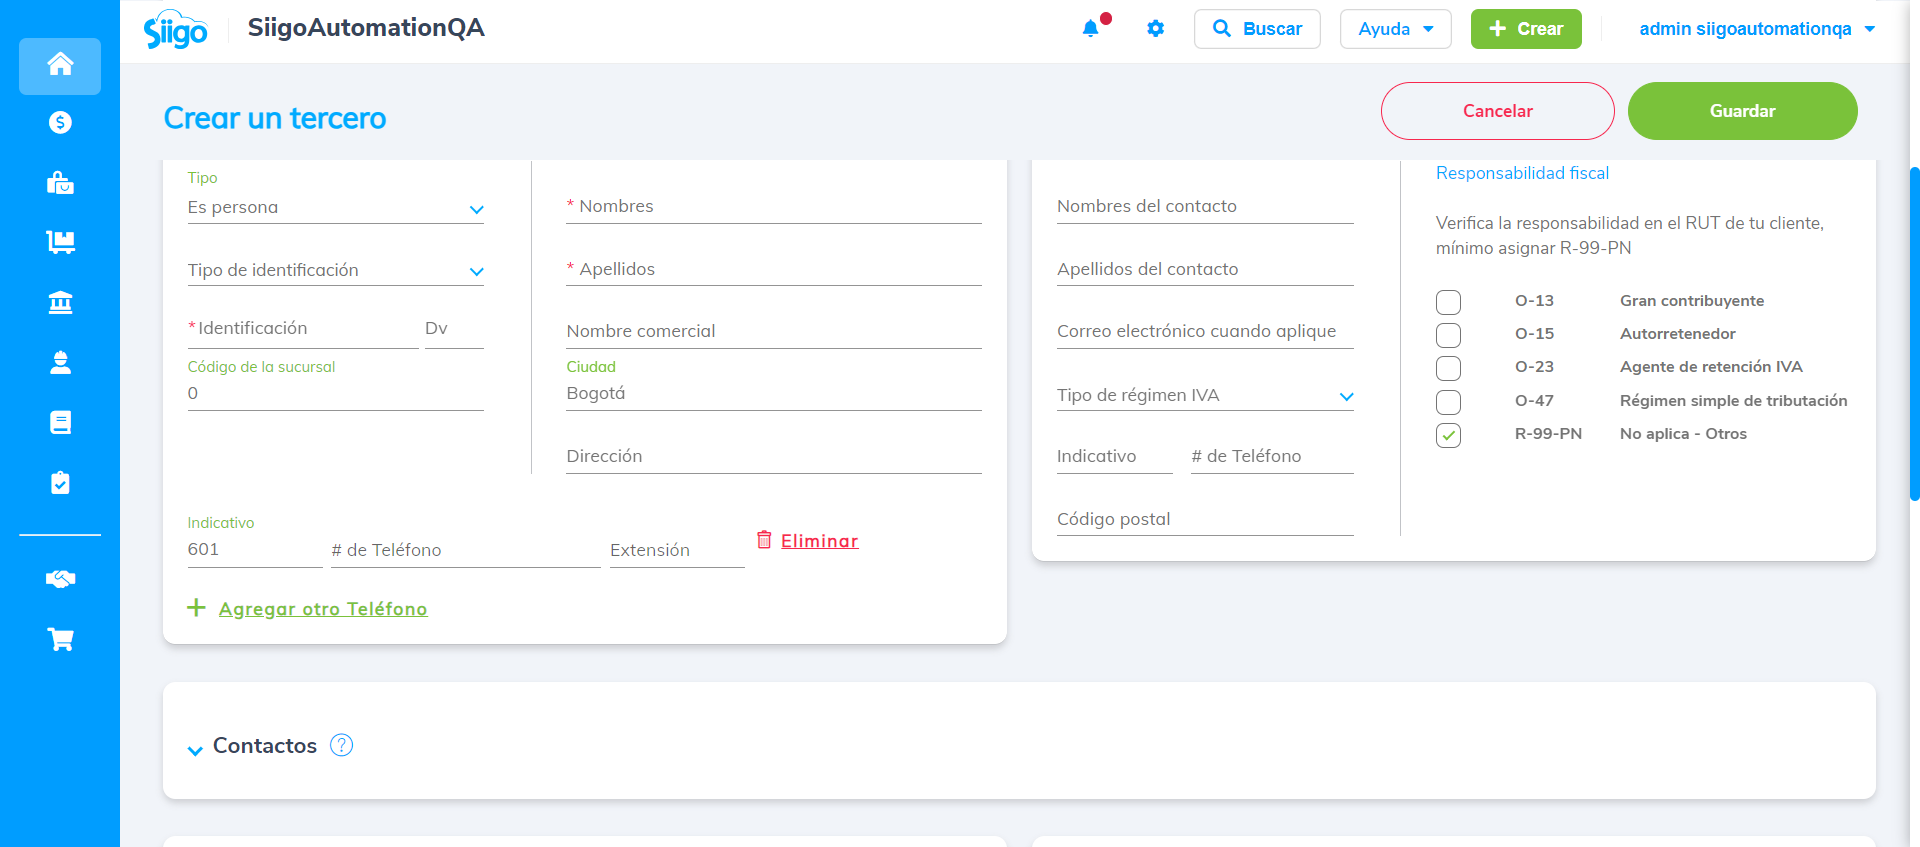 Siigo
SiigoAutomationQA
Buscar
Ayuda
Crear
admin siigoautomationqa
Crear un tercero
Cancelar
Guardar
Tipo
Es persona
Tipo de identificación
*Identificación
Dv
Código de la sucursal
0
* Nombres
* Apellidos
Nombre comercial
Ciudad
Bogotá
Dirección
Indicativo
601
# de Teléfono
Extensión
Eliminar
+ Agregar otro Teléfono
Nombres del contacto
Apellidos del contacto
Correo electrónico cuando aplique
Tipo de régimen IVA
Indicativo
# de Teléfono
Código postal
Responsabilidad fiscal
Verifica la responsabilidad en el RUT de tu cliente,
mínimo asignar R-99-PN
O-13 Gran contribuyente
O-15 Autorretenedor
O-23 Agente de retención IVA
O-47 Régimen simple de tributación
R-99-PN No aplica - Otros
Contactos ?